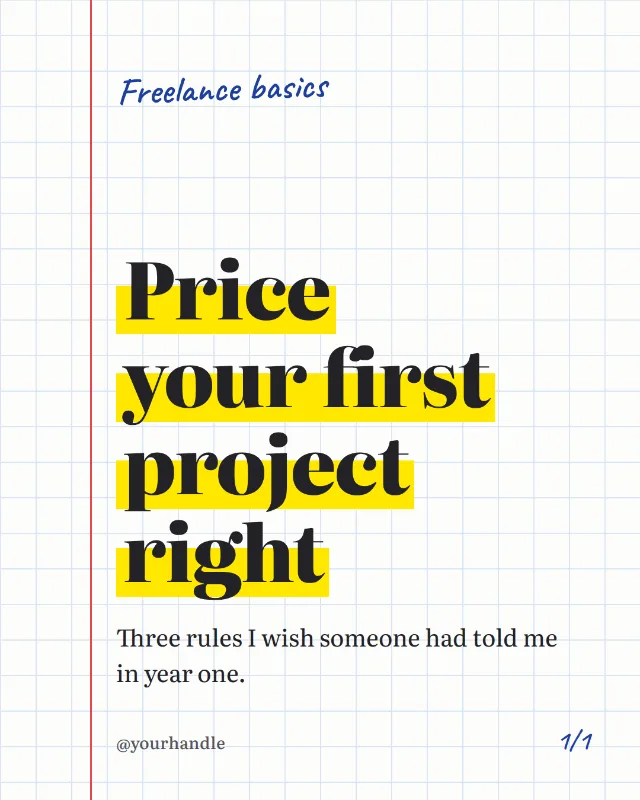 Freelance basics
Price
your first
project
right
Three rules I wish someone had told me
in year one.
@yourhandle
1/1